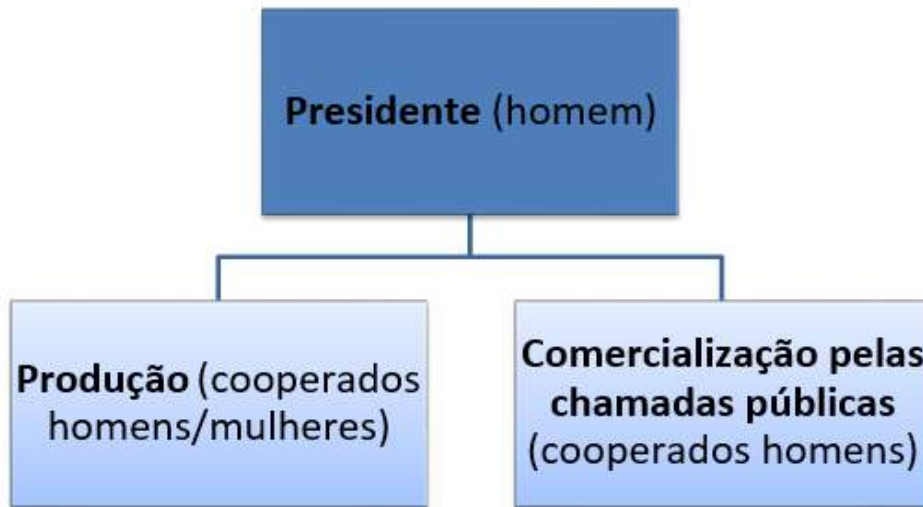 Presidente (homem)
Produção (cooperados
homens/mulheres)
Comercialização pelas
chamadas públicas
(cooperados homens)